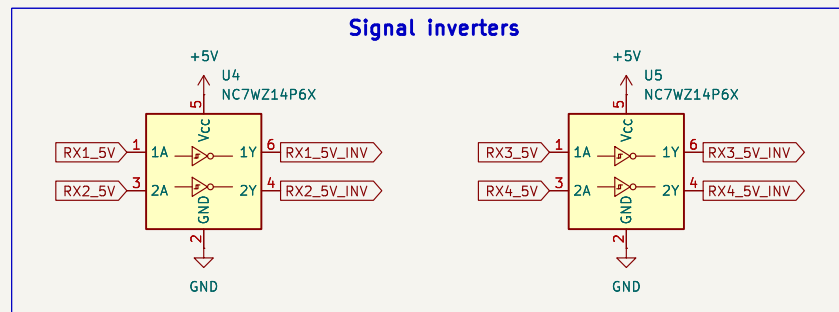 Signal inverters
+5V
U4
NC7WZ14P6X
5
Vcc
RX1_5V 1 1A 1Y 6 RX1_5V_INV
RX2_5V 3 2A 2Y 4 RX2_5V_INV
GND
2
GND
+5V
U5
NC7WZ14P6X
5
Vcc
RX3_5V 1 1A 1Y 6 RX3_5V_INV
RX4_5V 3 2A 2Y 4 RX4_5V_INV
GND
2
GND